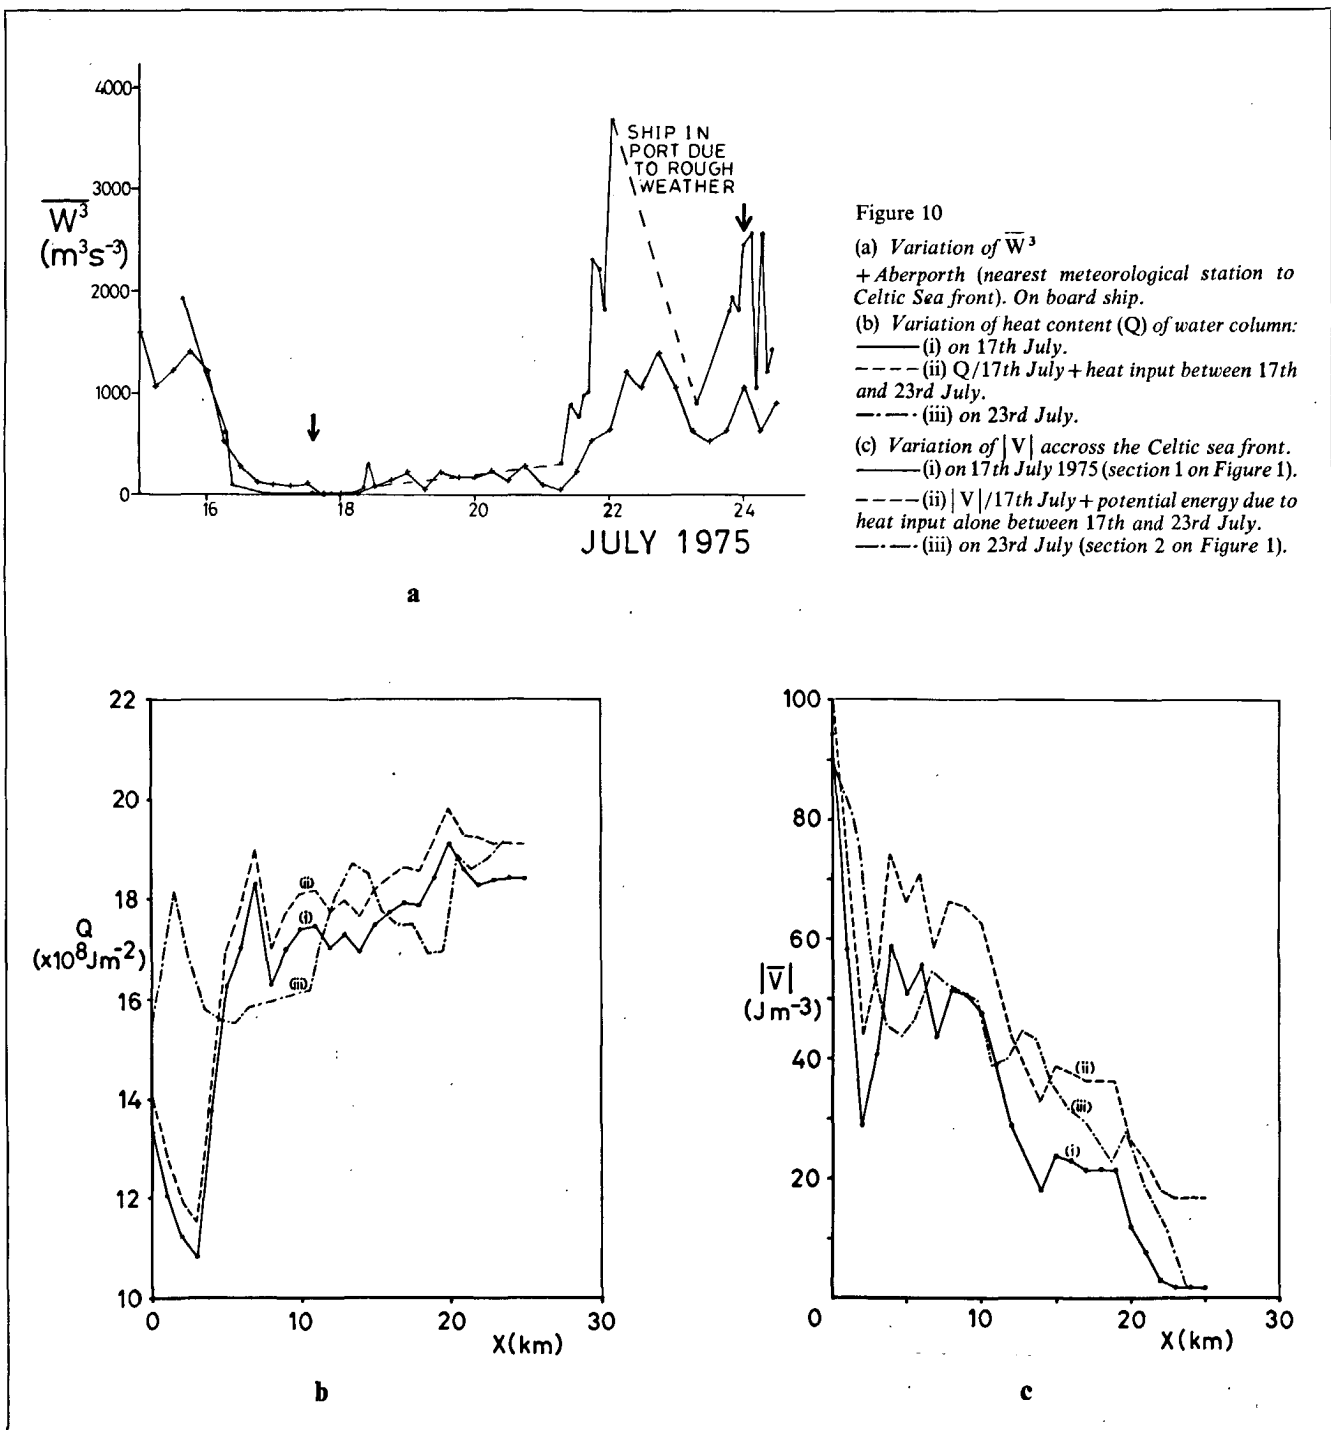 4000
3000
2000
1000
0
W³
(m³s⁻³)
SHIP IN
PORT DUE
TO ROUGH
WEATHER
16
18
20
22
24
JULY 1975
a
Figure 10
(a) Variation of W̅³
+ Aberporth (nearest meteorological station to
Celtic Sea front). On board ship.
(b) Variation of heat content (Q) of water column:
——— (i) on 17th July.
– – – – (ii) Q/17th July + heat input between 17th
and 23rd July.
—·—·– (iii) on 23rd July.
(c) Variation of |V| accross the Celtic sea front.
——— (i) on 17th July 1975 (section 1 on Figure 1).
– – – – (ii) |V|/17th July + potential energy due to
heat input alone between 17th and 23rd July.
—·—·– (iii) on 23rd July (section 2 on Figure 1).
22
20
18
16
14
12
10
Q
(x10⁸Jm⁻²)
(ii)
(i)
(iii)
0
10
20
30
X(km)
b
100
80
60
40
20
|V̅|
(Jm⁻³)
(ii)
(iii)
(i)
0
10
20
30
X(km)
c